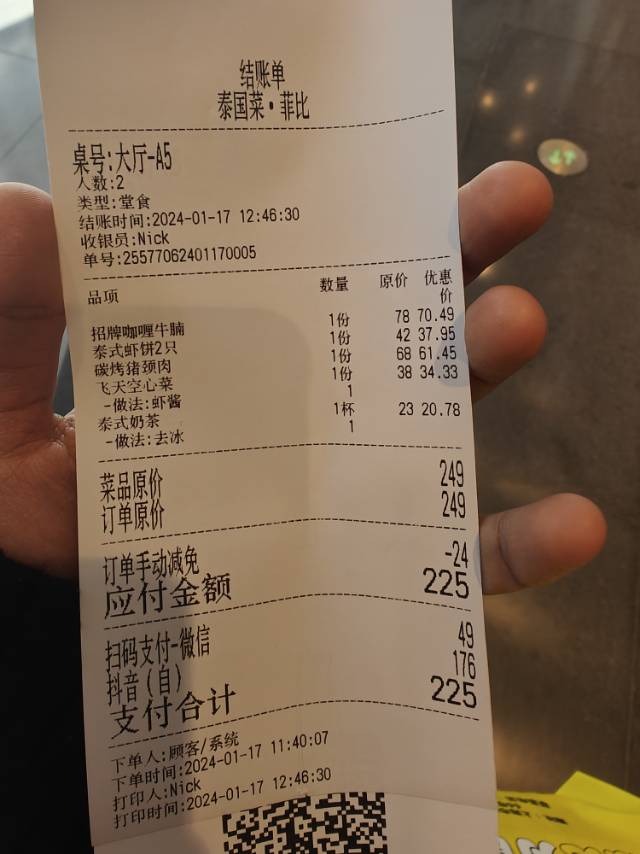 结账单
泰国菜·菲比
桌号:大厅-A5
人数:2
类型:堂食
结账时间:2024-01-17 12:46:30
收银员:Nick
单号:25577062401170005
品项 数量 原价 优惠价
招牌咖喱牛腩 1份 78 70.49
泰式虾饼2只 1份 42 37.95
碳烤猪颈肉 1份 68 61.45
飞天空心菜 1份 38 34.33
-做法:虾酱 1
泰式奶茶 1杯 23 20.78
-做法:去冰 1
菜品原价 249
订单原价 249
订单手动减免 -24
应付金额 225
扫码支付-微信 49
抖音(自) 176
支付合计 225
下单人:顾客/系统
下单时间:2024-01-17 11:40:07
打印人:Nick
打印时间:2024-01-17 12:46:30